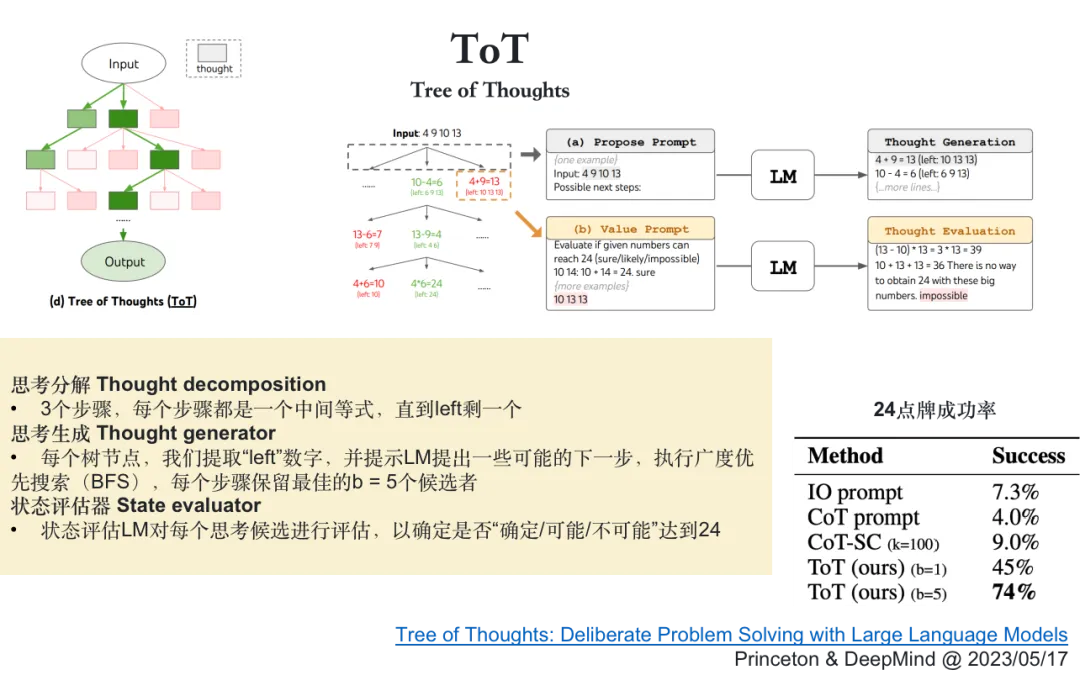 ToT
Tree of Thoughts
Input
thought
......
Output
(d) Tree of Thoughts (ToT)
Input: 4 9 10 13
......
10-4=6
(left: 6 9 13)
4+9=13
(left: 10 13 13)
13-6=7
(left: 7 9)
13-9=4
(left: 4 6)
......
4+6=10
(left: 10)
4*6=24
(left: 24)
......
(a) Propose Prompt
{one example}
Input: 4 9 10 13
Possible next steps:
LM
Thought Generation
4 + 9 = 13 (left: 10 13 13)
10 - 4 = 6 (left: 6 9 13)
{...more lines...}
(b) Value Prompt
Evaluate if given numbers can
reach 24 (sure/likely/impossible)
10 14: 10 + 14 = 24. sure
{more examples}
10 13 13
LM
Thought Evaluation
(13 - 10) * 13 = 3 * 13 = 39
10 + 13 + 13 = 36 There is no way
to obtain 24 with these big
numbers. impossible
思考分解 Thought decomposition
• 3个步骤，每个步骤都是一个中间等式，直到left剩一个
思考生成 Thought generator
• 每个树节点，我们提取“left”数字，并提示LM提出一些可能的下一步，执行广度优
先搜索（BFS），每个步骤保留最佳的b = 5个候选者
状态评估器 State evaluator
• 状态评估LM对每个思考候选进行评估，以确定是否“确定/可能/不可能”达到24
24点牌成功率
Method Success
IO prompt 7.3%
CoT prompt 4.0%
CoT-SC (k=100) 9.0%
ToT (ours) (b=1) 45%
ToT (ours) (b=5) 74%
Tree of Thoughts: Deliberate Problem Solving with Large Language Models
Princeton & DeepMind @ 2023/05/17